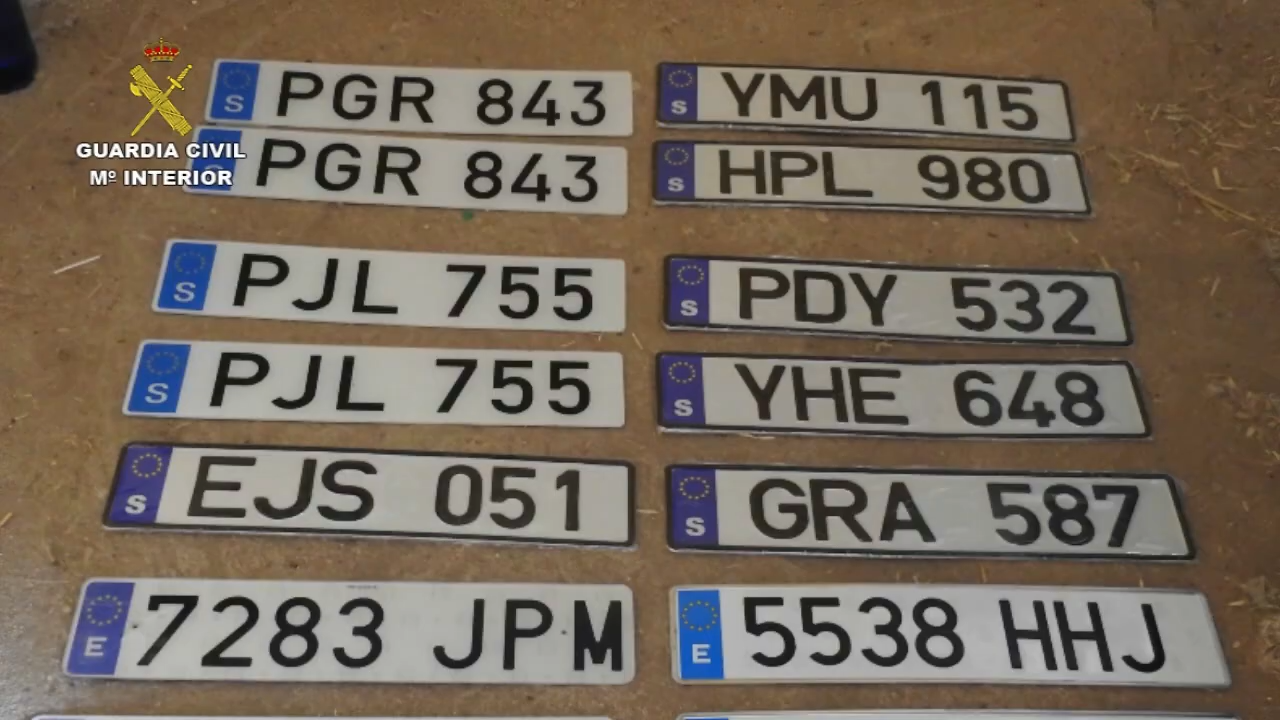 GUARDIA CIVIL
Mº INTERIOR
S PGR 843
S YMU 115
PGR 843
S HPL 980
S PJL 755
S PDY 532
S PJL 755
S YHE 648
S EJS 051
S GRA 587
E 7283 JPM
E 5538 HHJ